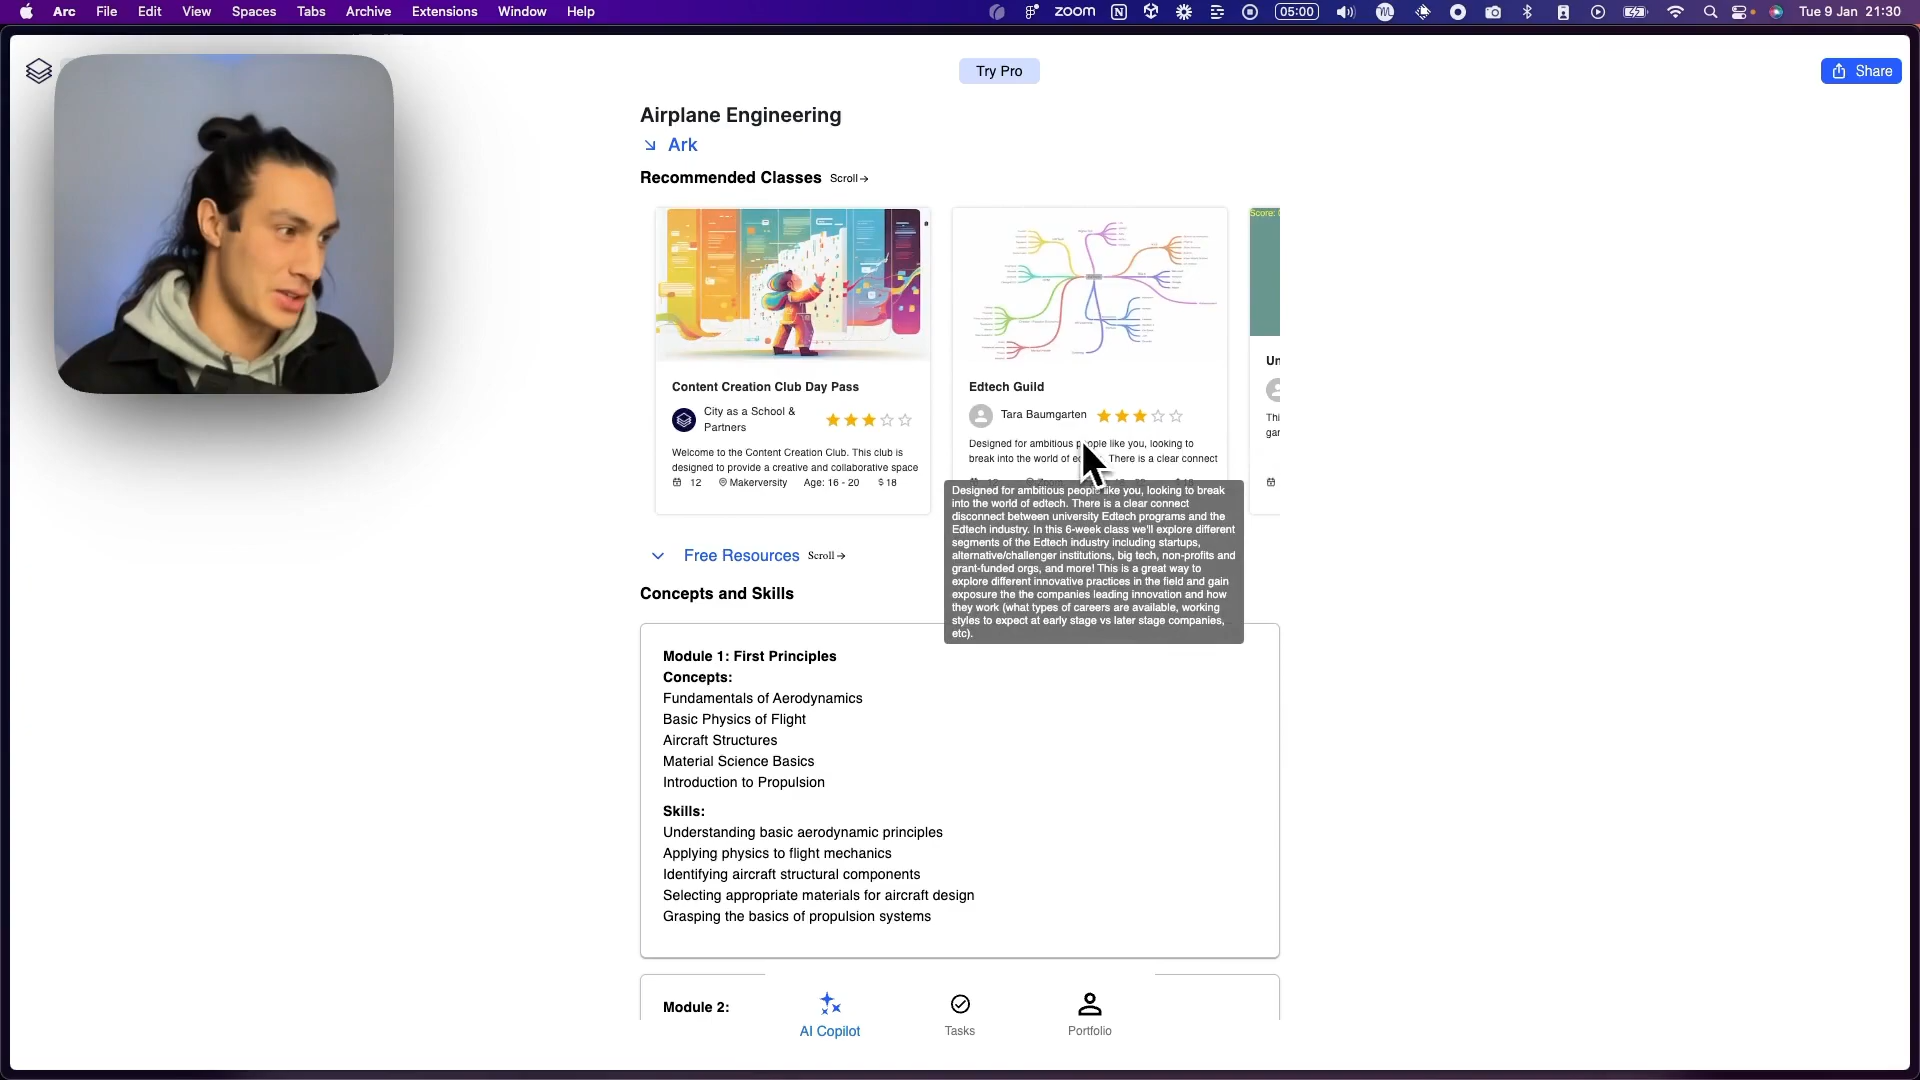 Arc File Edit View Spaces Tabs Archive Extensions Window Help zoom 05:00 Tue 9 Jan 21:30
Try Pro
Share
Airplane Engineering
Ark
Recommended Classes Scroll→
Score:
Content Creation Club Day Pass
City as a School &
Partners
Welcome to the Content Creation Club. This club is
designed to provide a creative and collaborative space
12 Makerversity Age: 16 - 20 $ 18
Edtech Guild
Tara Baumgarten
Designed for ambitious people like you, looking to
break into the world of There is a clear connect
Designed for ambitious people like you, looking to break
into the world of edtech. There is a clear connect
disconnect between university Edtech programs and the
Edtech industry. In this 6-week class we'll explore different
segments of the Edtech industry including startups,
alternative/challenger institutions, big tech, non-profits and
grant-funded orgs, and more! This is a great way to
explore different innovative practices in the field and gain
exposure the the companies leading innovation and how
they work (what types of careers are available, working
styles to expect at early stage vs later stage companies,
etc).
Un
Thi
gar
Free Resources Scroll→
Concepts and Skills
Module 1: First Principles
Concepts:
Fundamentals of Aerodynamics
Basic Physics of Flight
Aircraft Structures
Material Science Basics
Introduction to Propulsion
Skills:
Understanding basic aerodynamic principles
Applying physics to flight mechanics
Identifying aircraft structural components
Selecting appropriate materials for aircraft design
Grasping the basics of propulsion systems
Module 2:
AI Copilot
Tasks
Portfolio